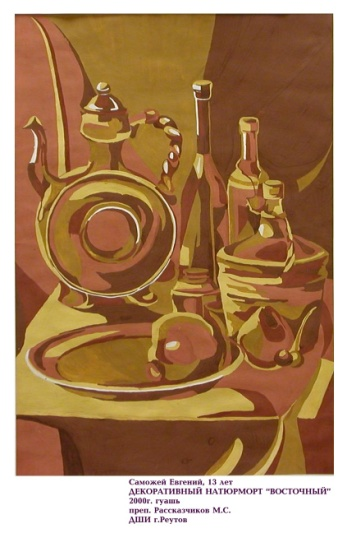 Саможей Евгений, 13 лет
ДЕКОРАТИВНЫЙ НАТЮРМОРТ "ВОСТОЧНЫЙ"
2000г. гуашь
преп. Рассказчиков М.С.
ДШИ г.Реутов